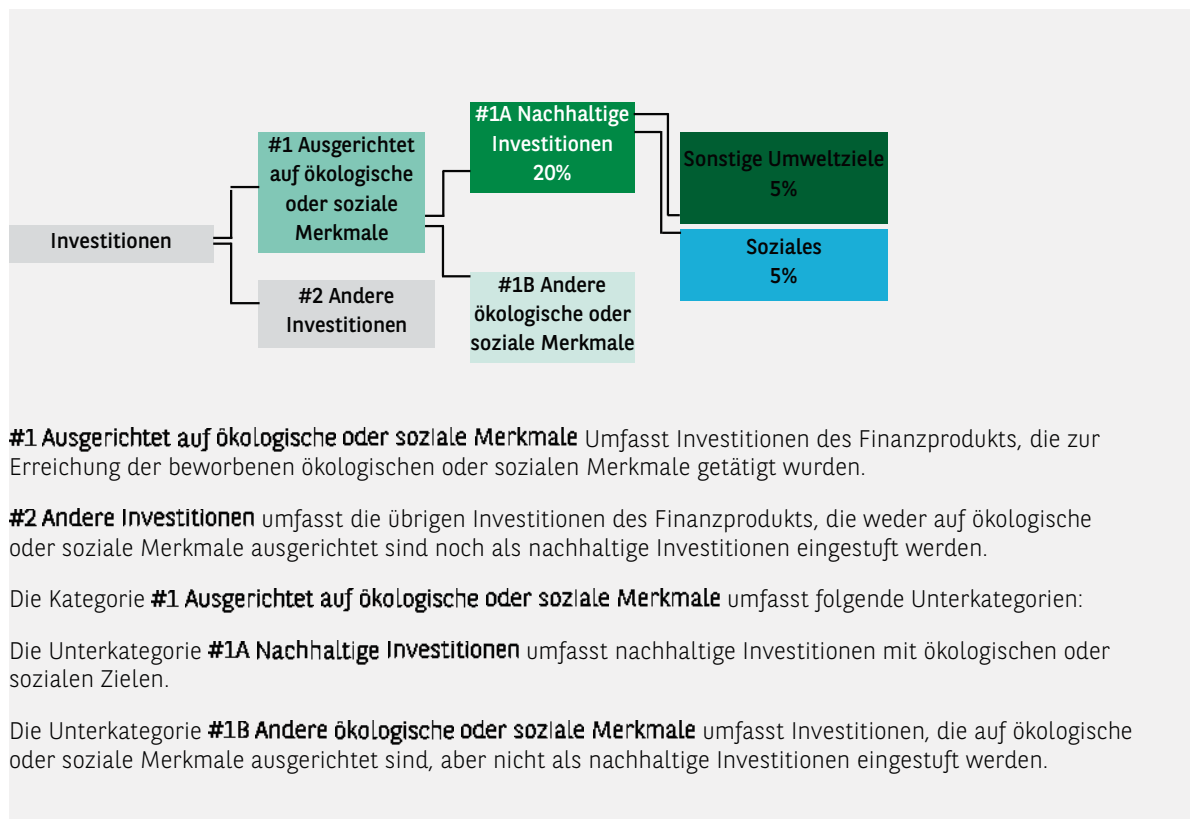 #1A Nachhaltige
Investitionen
20%
#1 Ausgerichtet
auf ökologische
oder soziale
Merkmale
Sonstige Umweltziele
5%
Investitionen
Soziales
5%
#2 Andere
Investitionen
#1B Andere
ökologische oder
soziale Merkmale
#1 Ausgerichtet auf ökologische oder soziale Merkmale Umfasst Investitionen des Finanzprodukts, die zur
Erreichung der beworbenen ökologischen oder sozialen Merkmale getätigt wurden.
#2 Andere Investitionen umfasst die übrigen Investitionen des Finanzprodukts, die weder auf ökologische
oder soziale Merkmale ausgerichtet sind noch als nachhaltige Investitionen eingestuft werden.
Die Kategorie #1 Ausgerichtet auf ökologische oder soziale Merkmale umfasst folgende Unterkategorien:
Die Unterkategorie #1A Nachhaltige Investitionen umfasst nachhaltige Investitionen mit ökologischen oder
sozialen Zielen.
Die Unterkategorie #1B Andere ökologische oder soziale Merkmale umfasst Investitionen, die auf ökologische
oder soziale Merkmale ausgerichtet sind, aber nicht als nachhaltige Investitionen eingestuft werden.